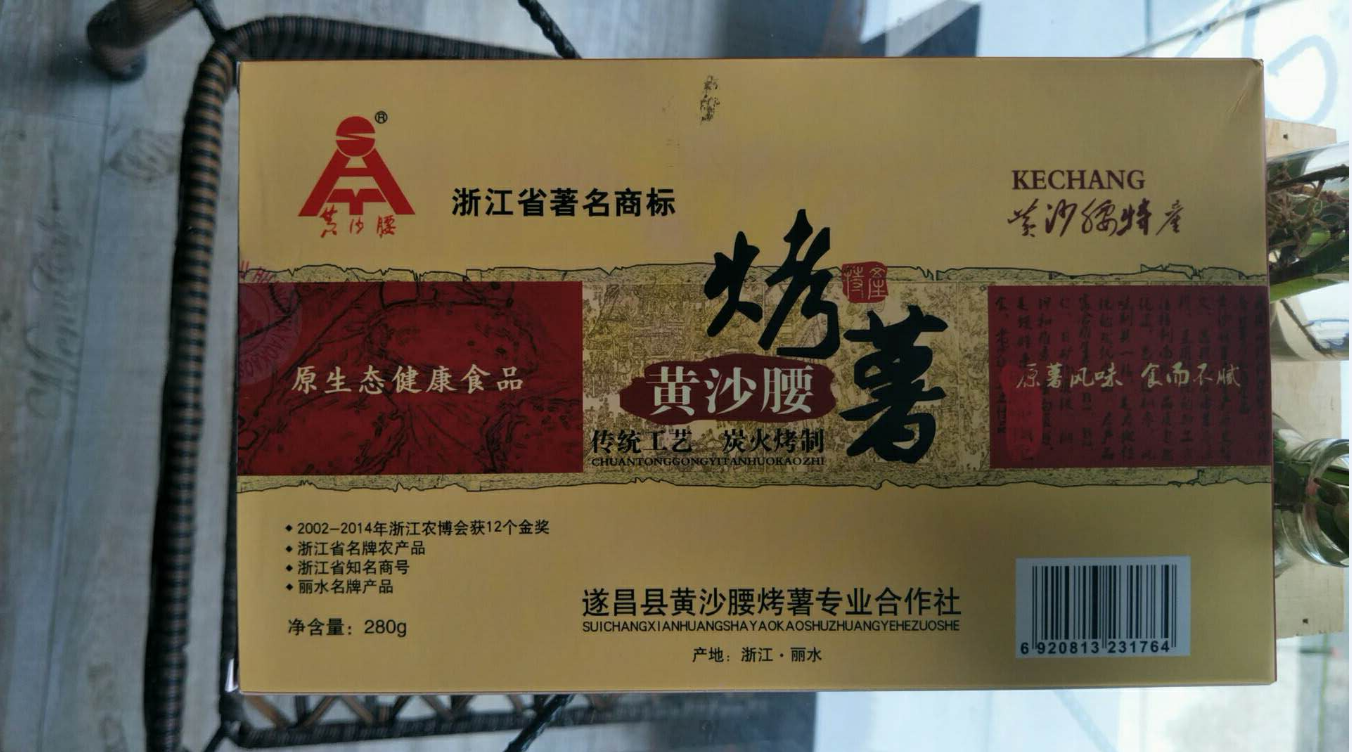 ®
黄沙腰
浙江省著名商标
KECHANG
黄沙腰特产
烤薯
特产
原生态健康食品
黄沙腰
原薯风味 食而不腻
传统工艺 炭火烤制
CHUANTONGGONGYITANHUOKAOZHI
◆2002-2014年浙江农博会获12个金奖
◆浙江省名牌农产品
◆浙江省知名商号
◆丽水名牌产品
净含量：280g
遂昌县黄沙腰烤薯专业合作社
SUICHANGXIANHUANGSHAYAOKAOSHUZHUANGYEHEZUOSHE
产地：浙江·丽水
6 920813 231764